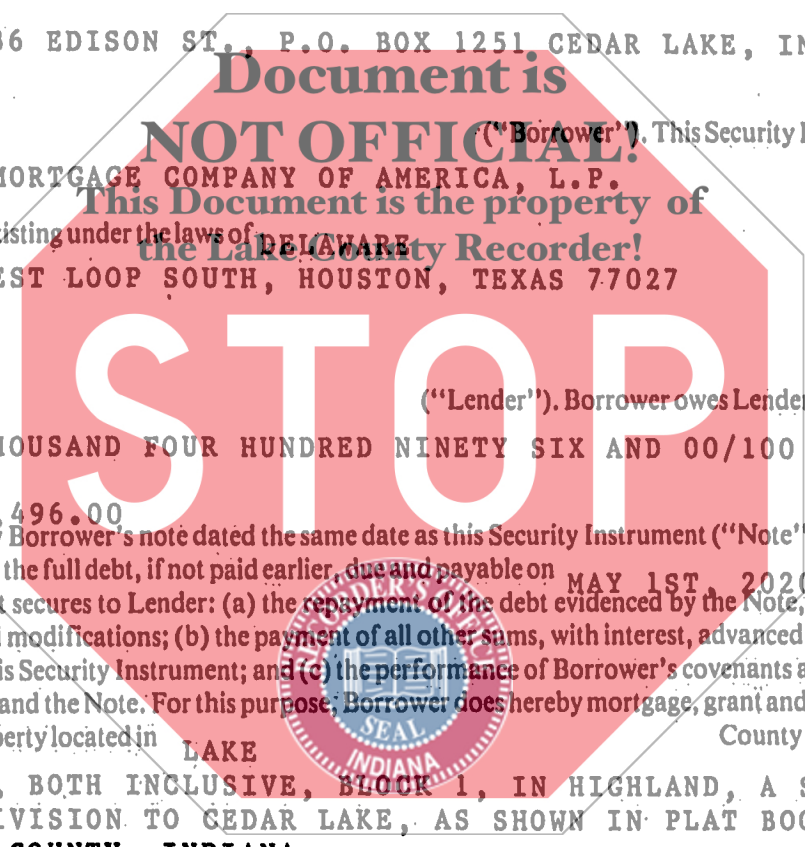 36 EDISON ST., P.O. BOX 1251 CEDAR LAKE, IN
Document is
NOT OFFICIAL!
("Borrower"). This Security I
MORTGAGE COMPANY OF AMERICA, L.P.
This Document is the property of
isting under the laws of DELAWARE
the Lake County Recorder!
EST LOOP SOUTH, HOUSTON, TEXAS 77027
STOP
("Lender"). Borrower owes Lender
HOUSAND FOUR HUNDRED NINETY SIX AND 00/100
496.00
Borrower's note dated the same date as this Security Instrument ("Note"
the full debt, if not paid earlier, due and payable on MAY 1ST, 2020
t secures to Lender: (a) the repayment of the debt evidenced by the Note,
modifications; (b) the payment of all other sums, with interest, advanced
is Security Instrument; and (c) the performance of Borrower's covenants a
and the Note. For this purpose, Borrower does hereby mortgage, grant and
perty located in LAKE County
RECORDER'S OFFICE
SEAL
INDIANA
, BOTH INCLUSIVE, BLOCK 1, IN HIGHLAND, A S
IVISION TO CEDAR LAKE, AS SHOWN IN PLAT BOO
COUNTY, INDIANA